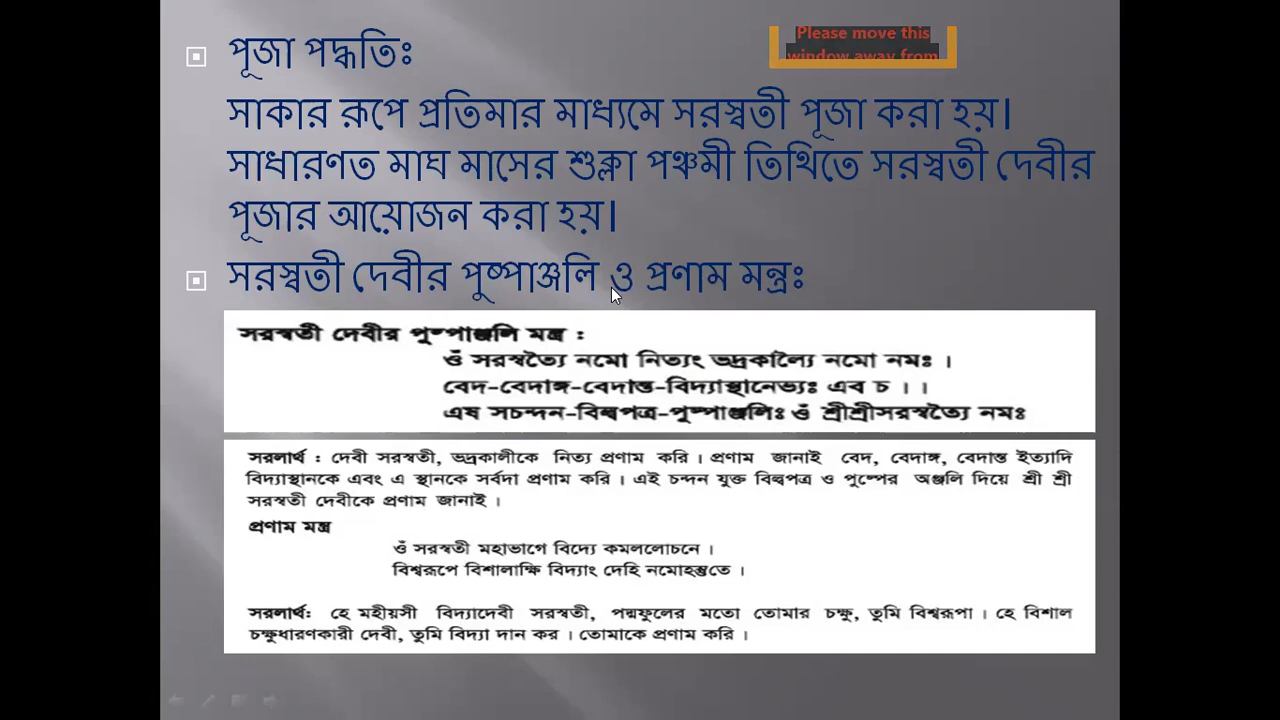 পূজা পদ্ধতিঃ
Please move this
window away from
সাকার রূপে প্রতিমার মাধ্যমে সরস্বতী পূজা করা হয়।
সাধারণত মাঘ মাসের শুক্লা পঞ্চমী তিথিতে সরস্বতী দেবীর
পূজার আয়োজন করা হয়।
সরস্বতী দেবীর পুষ্পাঞ্জলি ও প্রণাম মন্ত্রঃ
সরস্বতী দেবীর পুষ্পাঞ্জলি মন্ত্র :
ওঁ সরস্বত্যৈ নমো নিত্যং ভদ্রকাল্যৈ নমো নমঃ ।
বেদ-বেদাঙ্গ-বেদান্ত-বিদ্যাস্থানেভ্যঃ এব চ । ।
এষ সচন্দন-বিল্বপত্র-পুষ্পাঞ্জলিঃ ওঁ শ্রীশ্রীসরস্বত্যৈ নমঃ
সরলার্থ : দেবী সরস্বতী, ভদ্রকালীকে নিত্য প্রণাম করি । প্রণাম জানাই বেদ, বেদাঙ্গ, বেদান্ত ইত্যাদি
বিদ্যাস্থানকে এবং এ স্থানকে সর্বদা প্রণাম করি । এই চন্দন যুক্ত বিল্বপত্র ও পুষ্পের অঞ্জলি দিয়ে শ্রী শ্রী
সরস্বতী দেবীকে প্রণাম জানাই ।
প্রণাম মন্ত্র
ওঁ সরস্বতী মহাভাগে বিদ্যে কমললোচনে ।
বিশ্বরূপে বিশালাক্ষি বিদ্যাং দেহি নমোহস্তুতে ।
সরলার্থঃ হে মহীয়সী বিদ্যাদেবী সরস্বতী, পদ্মফুলের মতো তোমার চক্ষু, তুমি বিশ্বরূপা । হে বিশাল
চক্ষুধারণকারী দেবী, তুমি বিদ্যা দান কর । তোমাকে প্রণাম করি ।